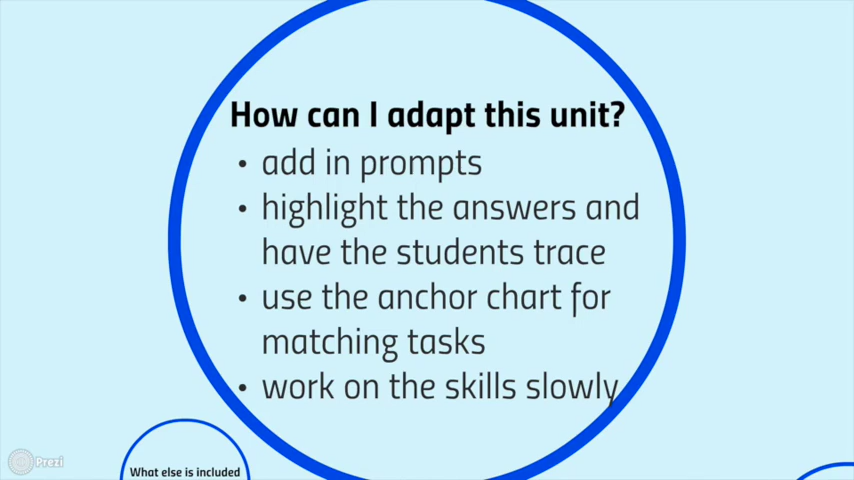 How can I adapt this unit?
• add in prompts
• highlight the answers and
have the students trace
• use the anchor chart for
matching tasks
• work on the skills slowly
What else is included
Prezi